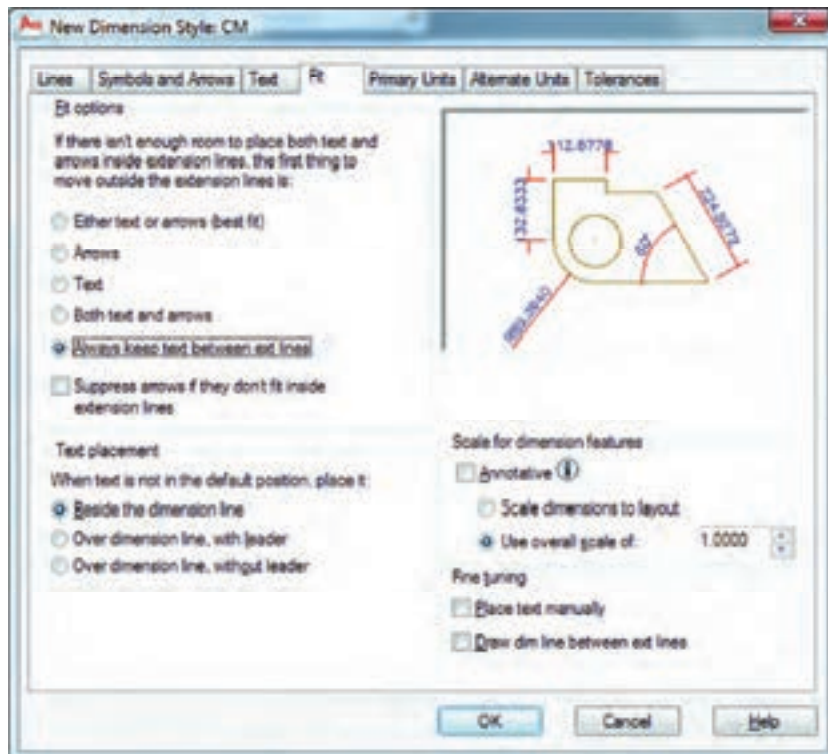 New Dimension Style: CM
Lines
Symbols and Arrows
Text
Fit
Primary Units
Alternate Units
Tolerances
Fit options
If there isn't enough room to place both text and
arrows inside extension lines, the first thing to
move outside the extension lines is:
Either text or arrows (best fit)
Arrows
Text
Both text and arrows
Always keep text between ext lines
Suppress arrows if they don't fit inside
extension lines
Text placement
When text is not in the default position, place it:
Beside the dimension line
Over dimension line, with leader
Over dimension line, without leader
Scale for dimension features
Annotative
Scale dimensions to layout
Use overall scale of:
1.0000
Fine tuning
Place text manually
Draw dim line between ext lines
OK
Cancel
Help